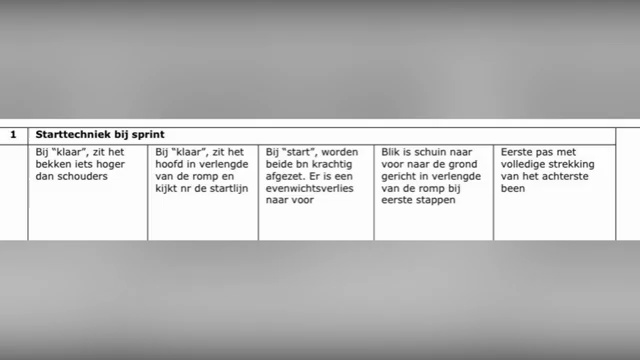 1 Starttechniek bij sprint
Bij “klaar”, zit het
bekken iets hoger
dan schouders
Bij “klaar”, zit het
hoofd in verlengde
van de romp en
kijkt nr de startlijn
Bij “start”, worden
beide bn krachtig
afgezet. Er is een
evenwichtsverlies
naar voor
Blik is schuin naar
voor naar de grond
gericht in verlengde
van de romp bij
eerste stappen
Eerste pas met
volledige strekking
van het achterste
been